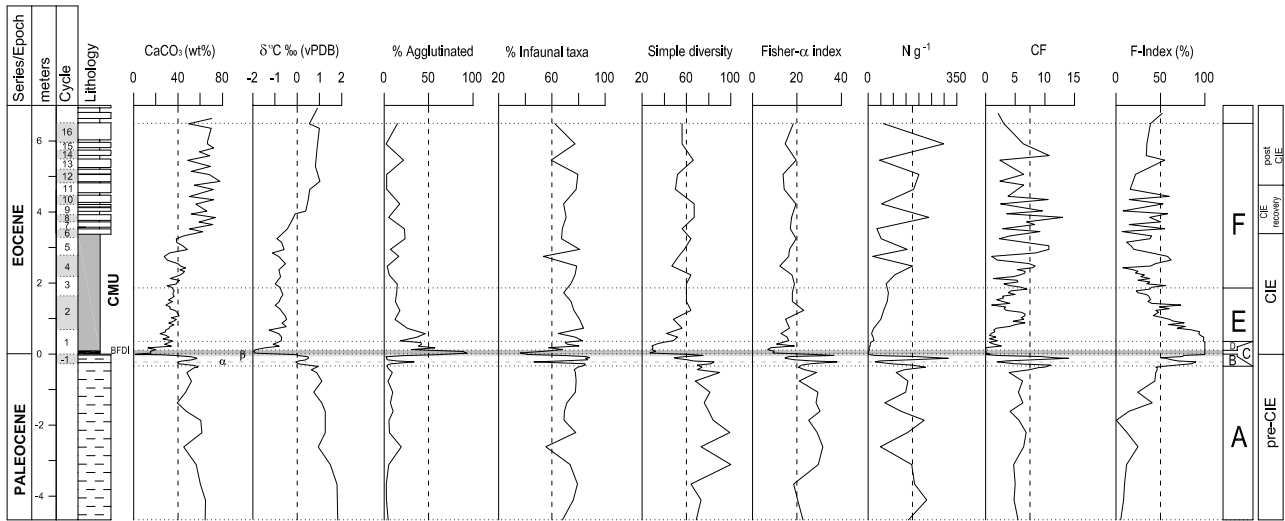 Series/Epoch
meters
Cycle
Lithology
CaCO₃ (wt%)
δ¹³C ‰ (vPDB)
% Agglutinated
% Infaunal taxa
Simple diversity
Fisher-α index
N g⁻¹
CF
F-Index (%)
0 40 80
-2 -1 0 1 2
0 50 100
20 60 100
20 60 100
0 20 40
0 350
0 5 10 15
0 50 100
EOCENE
PALEOCENE
6
4
2
0
-2
-4
16
15
14
13
12
11
10
9
8
7
6
5
4
3
2
1
-1
CMU
BFDI
α
β
F
E
D
C
B
A
post CIE
CIE recovery
CIE
pre-CIE